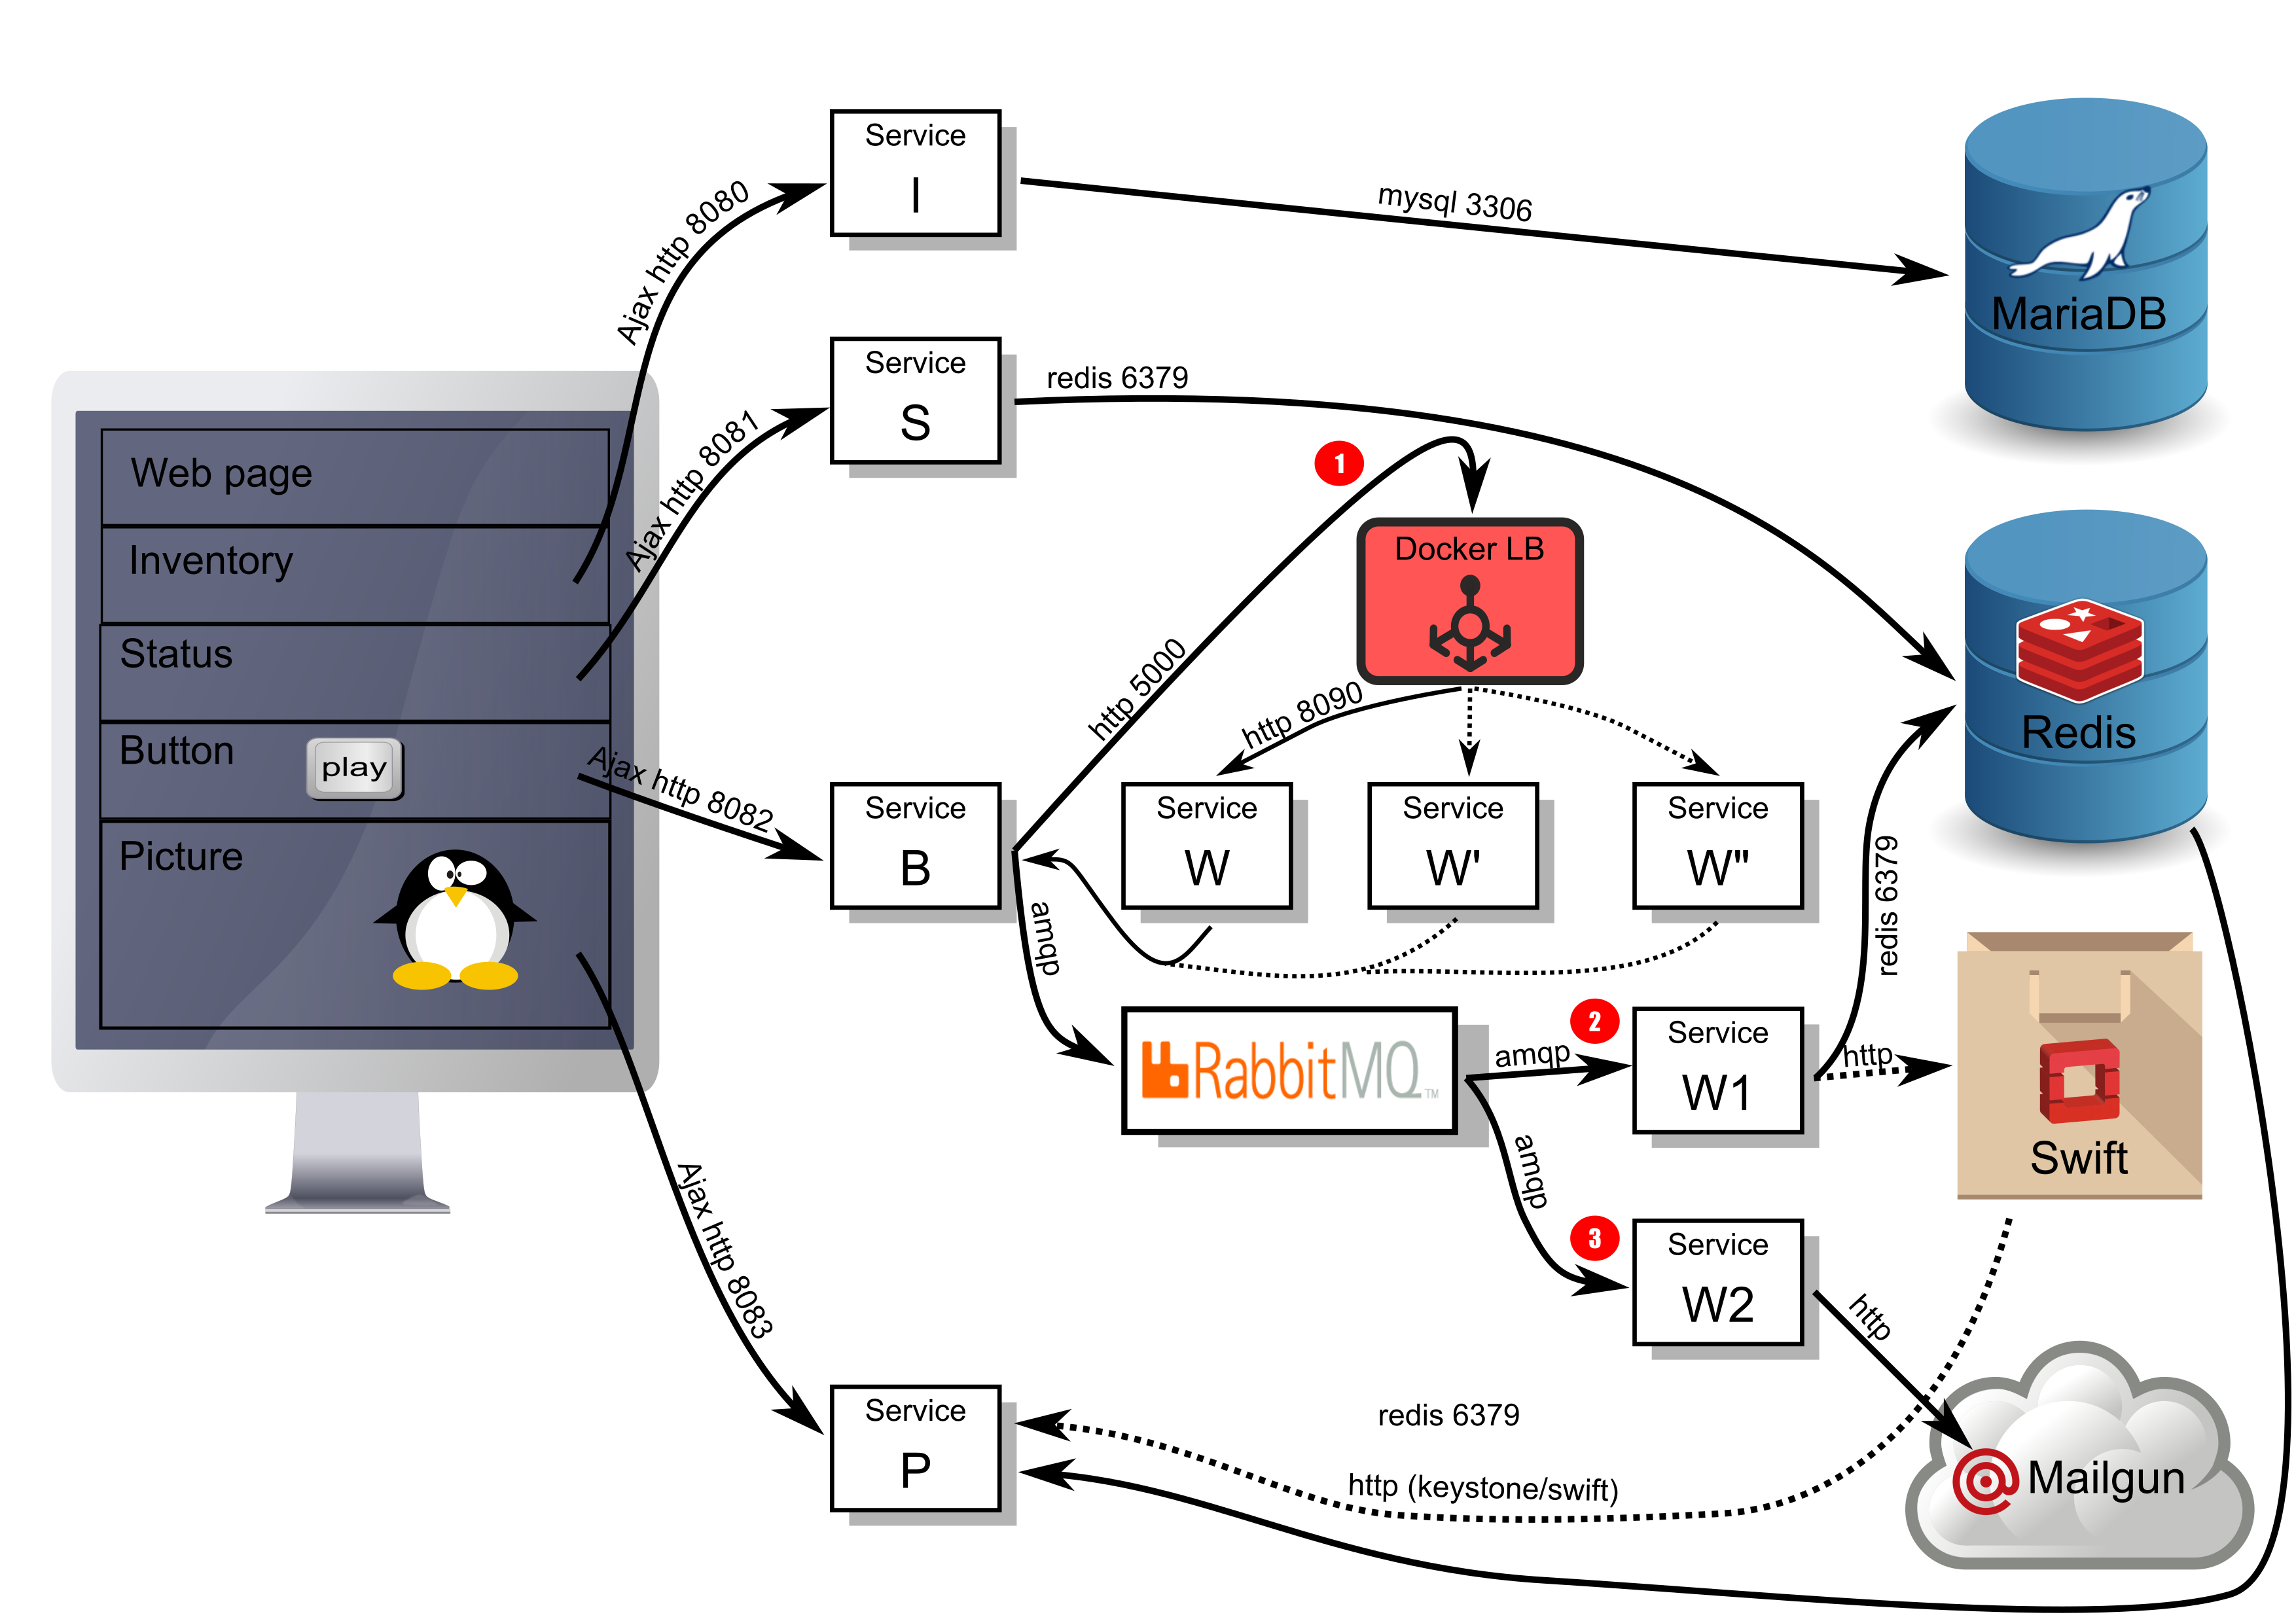 Service
I
Ajax http 8080
mysql 3306
MariaDB
Service
S
Ajax http 8081
redis 6379
1
Docker LB
Web page
Inventory
Status
Button
play
Picture
Ajax http 8082
http 5000
http 8090
Redis
Service
B
Service
W
Service
W'
Service
W"
amqp
redis 6379
RabbitMQ™
amqp
2
Service
W1
http
Swift
amqp
3
Service
W2
http
Ajax http 8083
Service
P
redis 6379
http (keystone/swift)
Mailgun